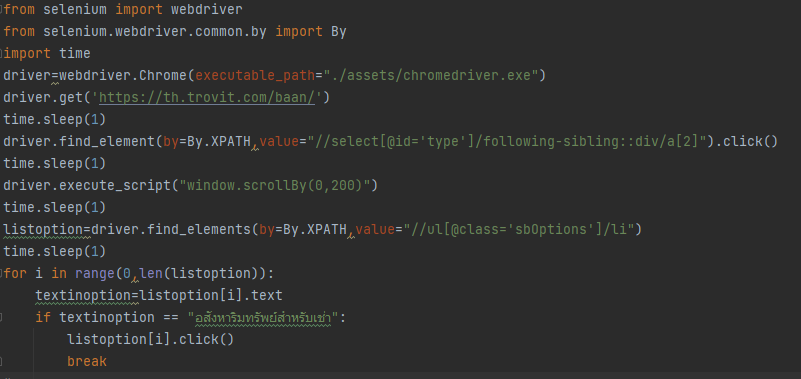 from selenium import webdriver
from selenium.webdriver.common.by import By
import time
driver=webdriver.Chrome(executable_path="./assets/chromedriver.exe")
driver.get('https://th.trovit.com/baan/')
time.sleep(1)
driver.find_element(by=By.XPATH,value="//select[@id='type']/following-sibling::div/a[2]").click()
time.sleep(1)
driver.execute_script("window.scrollBy(0,200)")
time.sleep(1)
listoption=driver.find_elements(by=By.XPATH,value="//ul[@class='sbOptions']/li")
time.sleep(1)
for i in range(0,len(listoption)):
    textinoption=listoption[i].text
    if textinoption == "อสังหาริมทรัพย์สำหรับเช่า":
        listoption[i].click()
        break